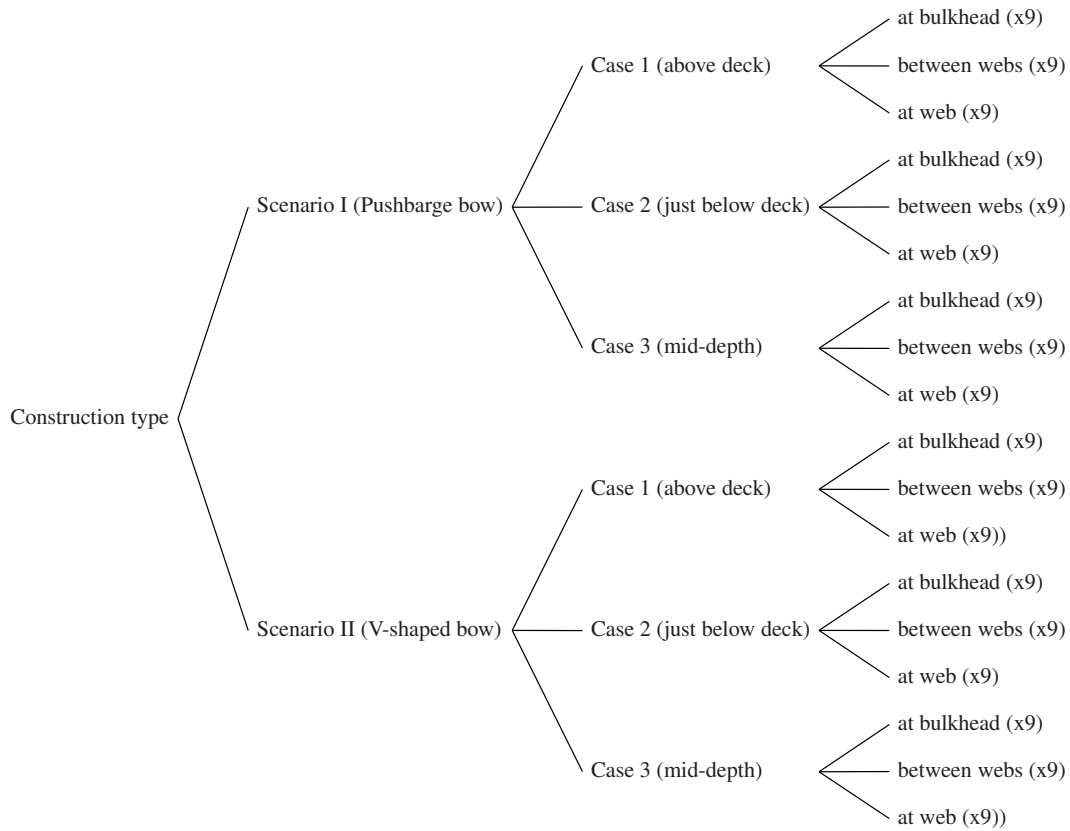 at bulkhead (x9)
Case 1 (above deck)
between webs (x9)
at web (x9)
at bulkhead (x9)
Scenario I (Pushbarge bow)
Case 2 (just below deck)
between webs (x9)
at web (x9)
at bulkhead (x9)
Case 3 (mid-depth)
between webs (x9)
at web (x9)
Construction type
at bulkhead (x9)
Case 1 (above deck)
between webs (x9)
at web (x9))
at bulkhead (x9)
Scenario II (V-shaped bow)
Case 2 (just below deck)
between webs (x9)
at web (x9)
at bulkhead (x9)
Case 3 (mid-depth)
between webs (x9)
at web (x9))